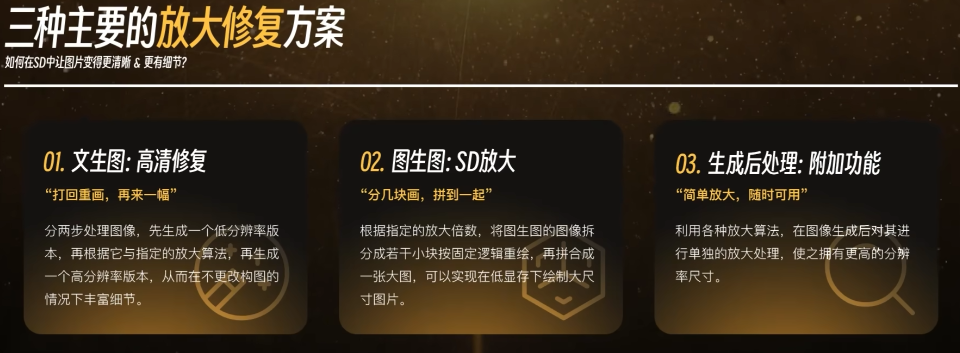 三种主要的放大修复方案
如何在SD中让图片变得更清晰 & 更有细节?
01. 文生图: 高清修复
“打回重画，再来一幅”
分两步处理图像，先生成一个低分辨率版
本，再根据它与指定的放大算法，再生成
一个高分辨率版本，从而在不更改构图的
情况下丰富细节。
02. 图生图: SD放大
“分几块画，拼到一起”
根据指定的放大倍数，将图生图的图像拆
分成若干小块按固定逻辑重绘，再拼合成
一张大图，可以实现在低显存下绘制大尺
寸图片。
03. 生成后处理: 附加功能
“简单放大，随时可用”
利用各种放大算法，在图像生成后对其进
行单独的放大处理，使之拥有更高的分辨
率尺寸。